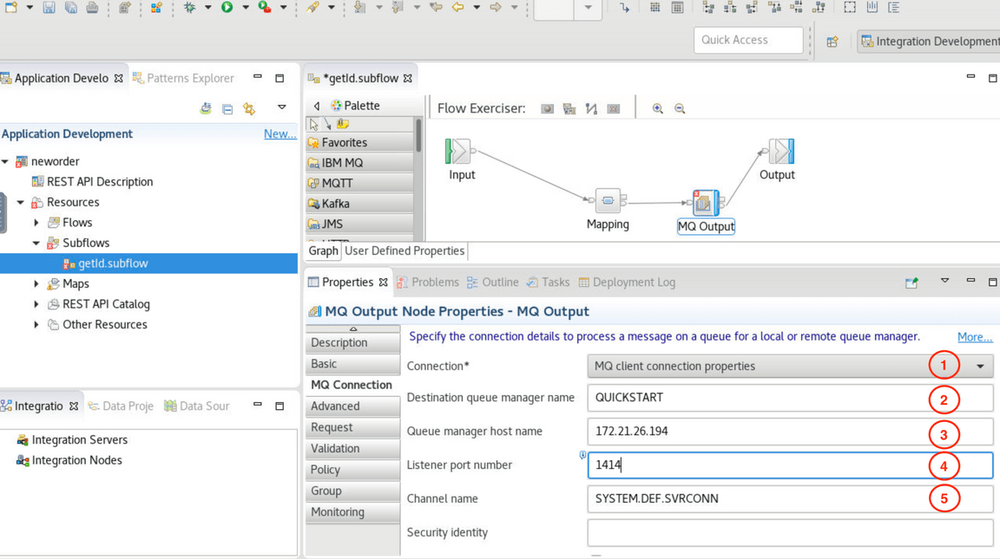 Quick Access
Integration Development
Application Develo
Patterns Explorer
Application Development
New...
neworder
REST API Description
Resources
Flows
Subflows
getId.subflow
Maps
REST API Catalog
Other Resources
Integratio
Data Proje
Data Sour
Integration Servers
Integration Nodes
*getId.subflow
Palette
Favorites
IBM MQ
MQTT
Kafka
JMS
Flow Exerciser:
Input
Mapping
MQ Output
Output
Graph
User Defined Properties
Properties
Problems
Outline
Tasks
Deployment Log
MQ Output Node Properties - MQ Output
Description
Basic
MQ Connection
Advanced
Request
Validation
Policy
Group
Monitoring
Specify the connection details to process a message on a queue for a local or remote queue manager.
More...
Connection*
MQ client connection properties
1
Destination queue manager name
QUICKSTART
2
Queue manager host name
172.21.26.194
3
Listener port number
1414
4
Channel name
SYSTEM.DEF.SVRCONN
5
Security identity